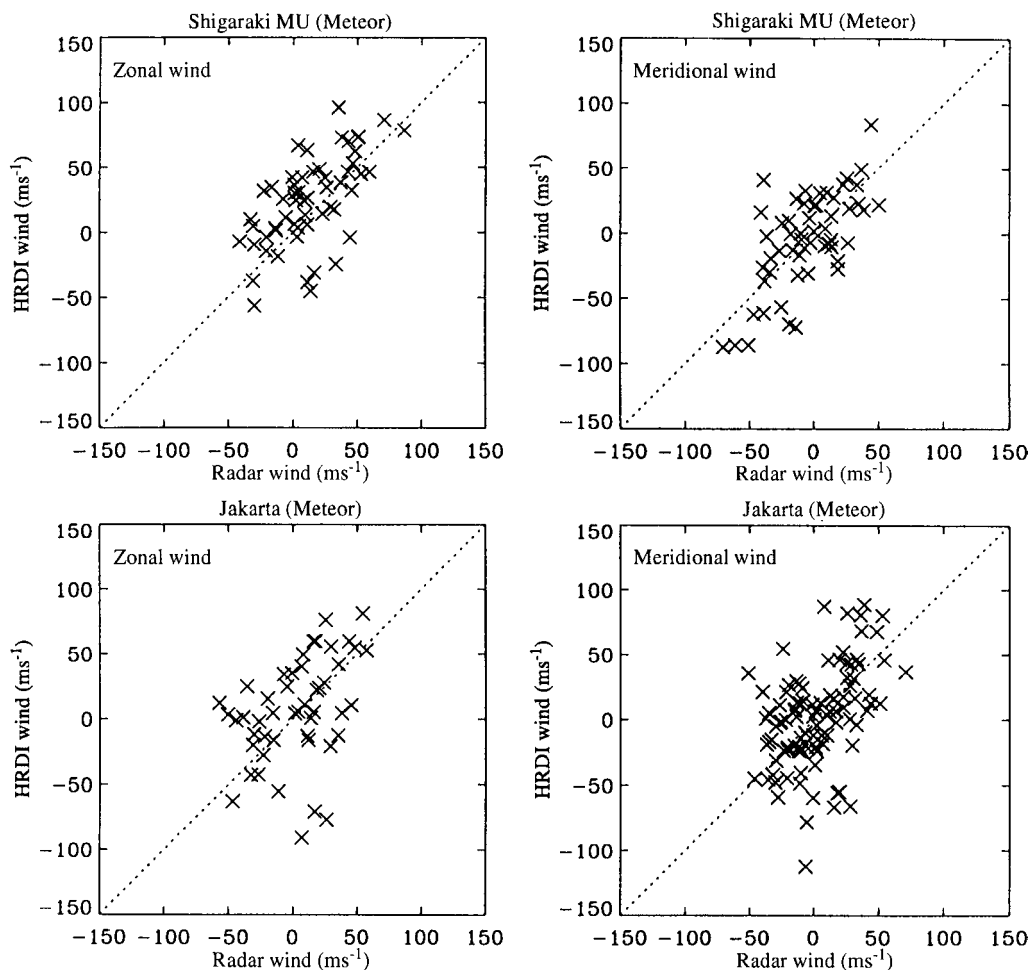 Shigaraki MU (Meteor)
150
100
50
0
−50
−100
−150
HRDI wind (ms⁻¹)
Zonal wind
−150 −100 −50 0 50 100 150
Radar wind (ms⁻¹)
Shigaraki MU (Meteor)
150
100
50
0
−50
−100
−150
HRDI wind (ms⁻¹)
Meridional wind
−150 −100 −50 0 50 100 150
Radar wind (ms⁻¹)
Jakarta (Meteor)
150
100
50
0
−50
−100
−150
HRDI wind (ms⁻¹)
Zonal wind
−150 −100 −50 0 50 100 150
Radar wind (ms⁻¹)
Jakarta (Meteor)
150
100
50
0
−50
−100
−150
HRDI wind (ms⁻¹)
Meridional wind
−150 −100 −50 0 50 100 150
Radar wind (ms⁻¹)